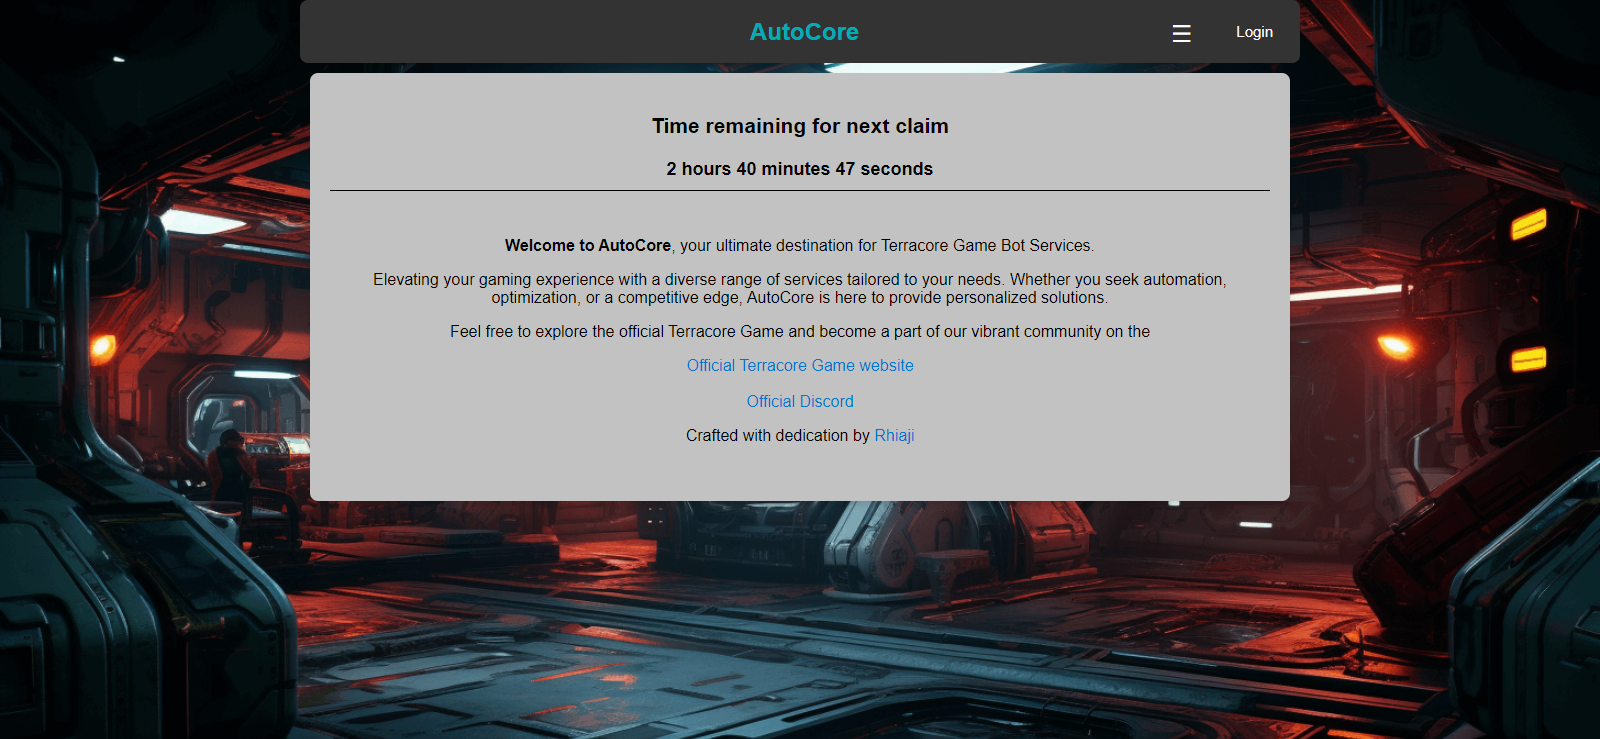 AutoCore
☰ Login
Time remaining for next claim
2 hours 40 minutes 47 seconds
Welcome to AutoCore, your ultimate destination for Terracore Game Bot Services.
Elevating your gaming experience with a diverse range of services tailored to your needs. Whether you seek automation,
optimization, or a competitive edge, AutoCore is here to provide personalized solutions.
Feel free to explore the official Terracore Game and become a part of our vibrant community on the
Official Terracore Game website
Official Discord
Crafted with dedication by Rhiaji